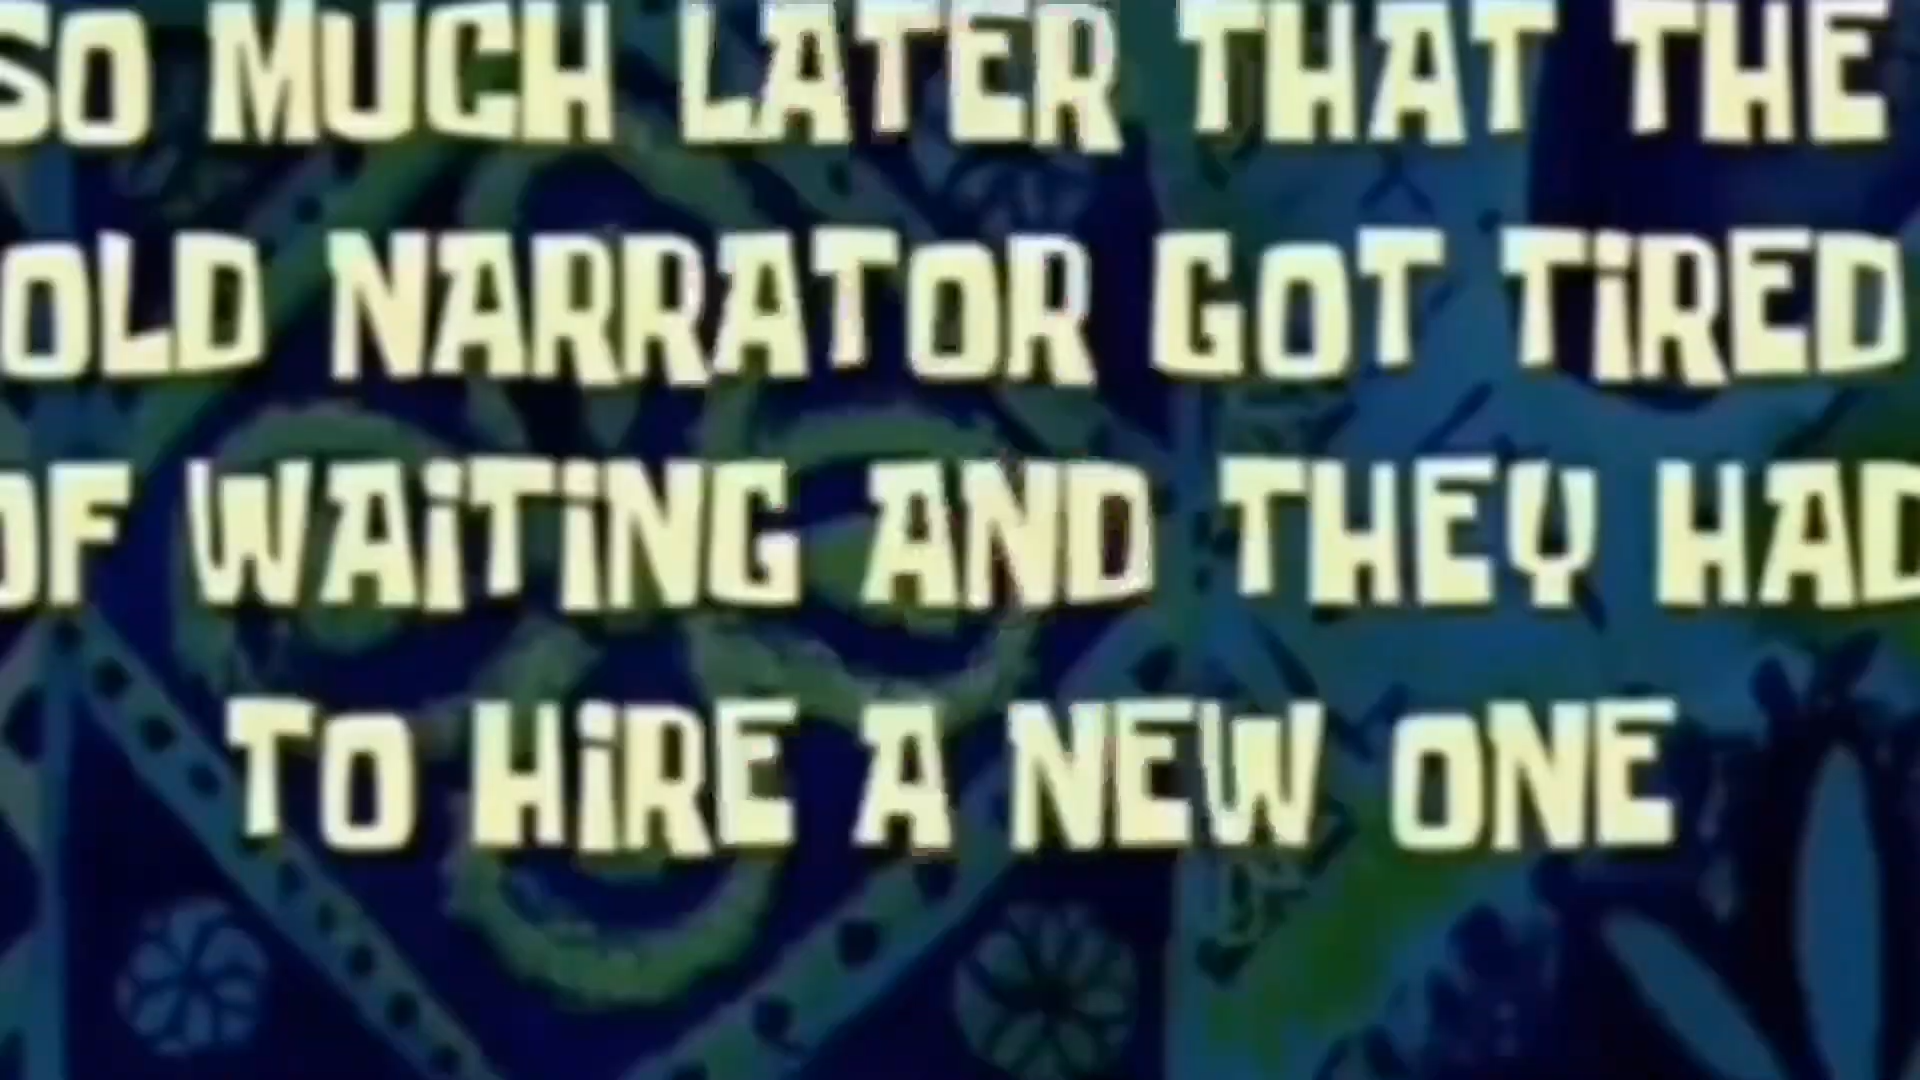 SO MUCH LATER THAT THE
OLD NARRATOR GOT TIRED
OF WAITING AND THEY HAD
TO HIRE A NEW ONE